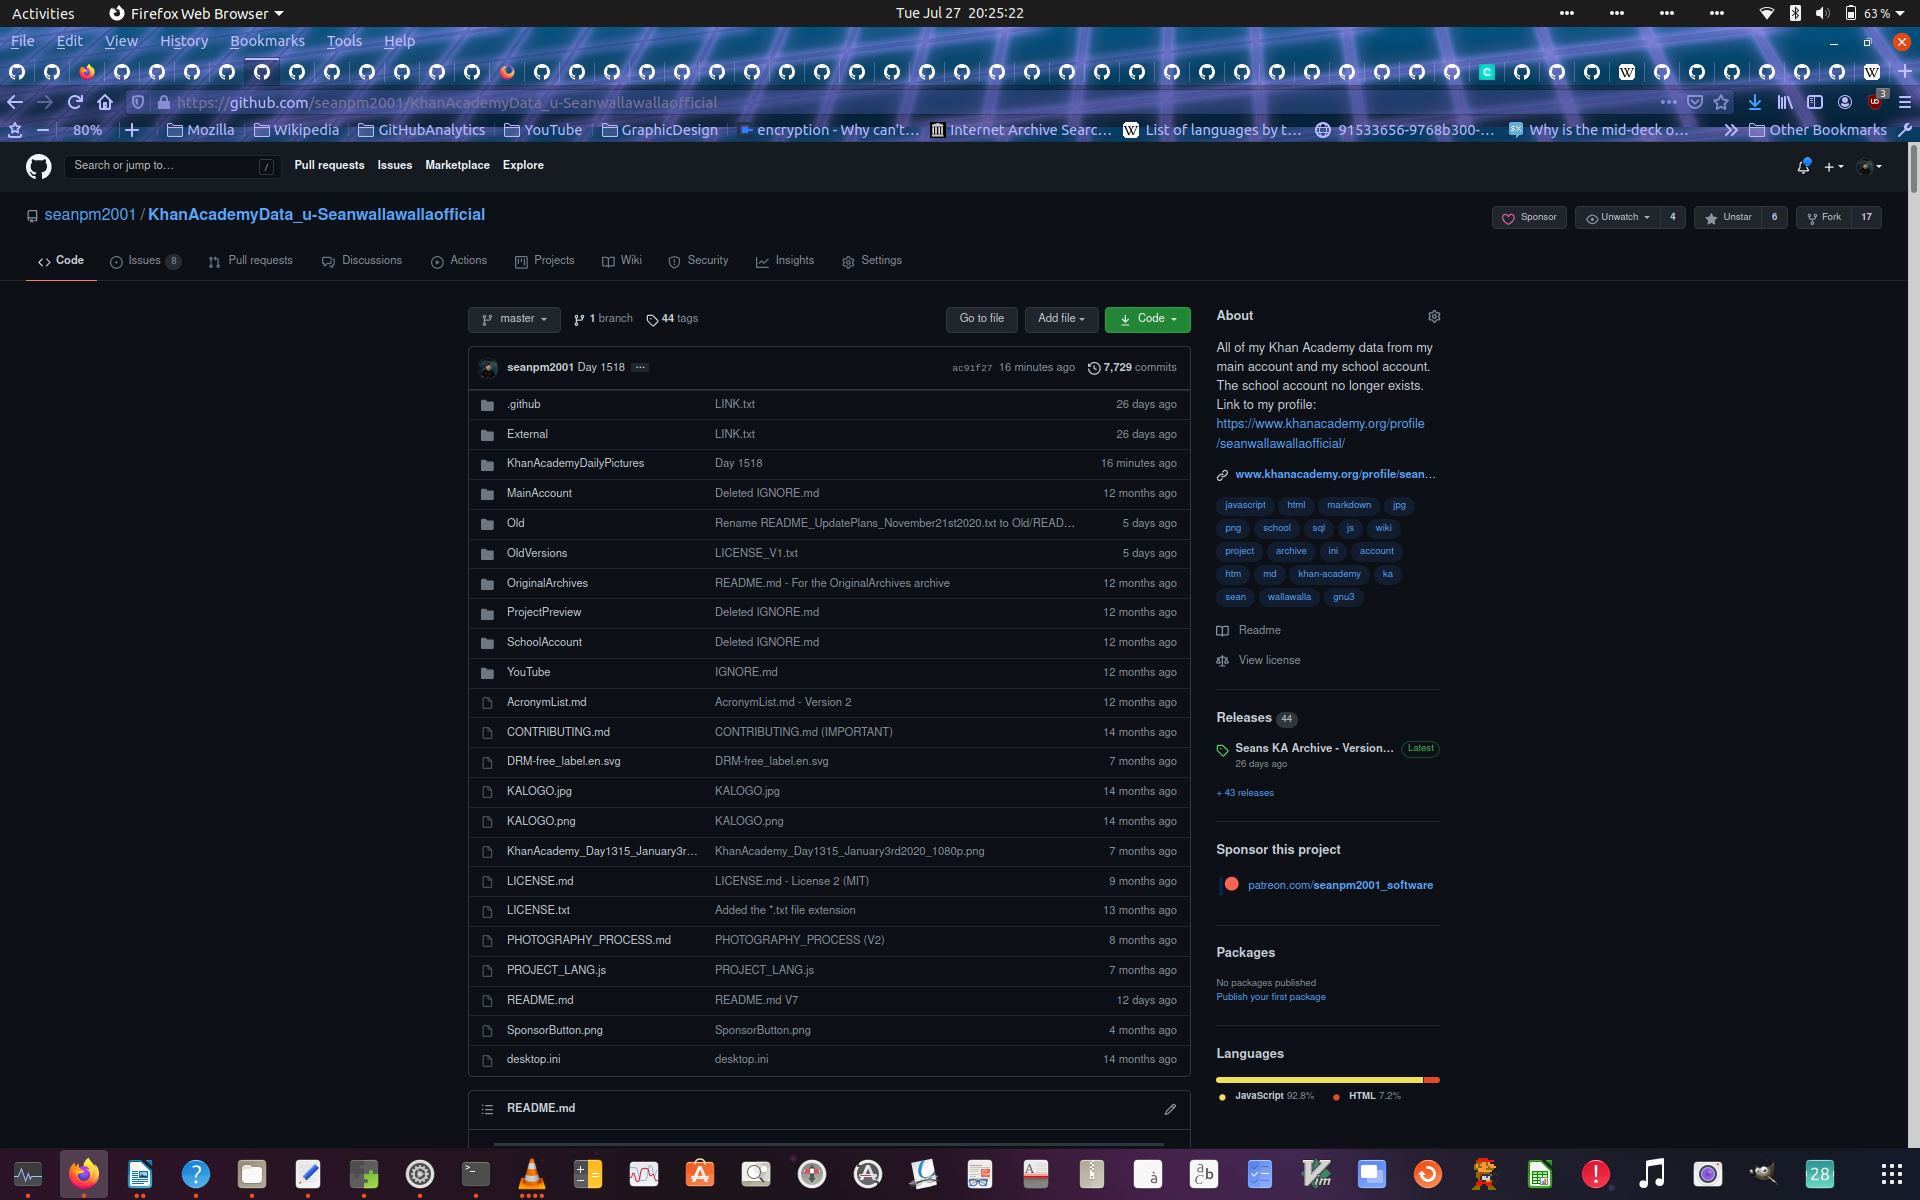 Activities Firefox Web Browser Tue Jul 27 20:25:22 63 %
File Edit View History Bookmarks Tools Help
https://github.com/seanpm2001/KhanAcademyData_u-Seanwallawallaofficial 3
80% Mozilla Wikipedia GitHubAnalytics YouTube GraphicDesign encryption - Why can't… Internet Archive Searc… List of languages by t… 91533656-9768b300-… Why is the mid-deck o… Other Bookmarks
Search or jump to… / Pull requests Issues Marketplace Explore
seanpm2001 / KhanAcademyData_u-Seanwallawallaofficial
Sponsor Unwatch 4 Unstar 6 Fork 17
Code Issues 8 Pull requests Discussions Actions Projects Wiki Security Insights Settings
master 1 branch 44 tags Go to file Add file Code
seanpm2001 Day 1518 ... ac91f27 16 minutes ago 7,729 commits
.github LINK.txt 26 days ago
External LINK.txt 26 days ago
KhanAcademyDailyPictures Day 1518 16 minutes ago
MainAccount Deleted IGNORE.md 12 months ago
Old Rename README_UpdatePlans_November21st2020.txt to Old/READ… 5 days ago
OldVersions LICENSE_V1.txt 5 days ago
OriginalArchives README.md - For the OriginalArchives archive 12 months ago
ProjectPreview Deleted IGNORE.md 12 months ago
SchoolAccount Deleted IGNORE.md 12 months ago
YouTube IGNORE.md 12 months ago
AcronymList.md AcronymList.md - Version 2 12 months ago
CONTRIBUTING.md CONTRIBUTING.md (IMPORTANT) 14 months ago
DRM-free_label.en.svg DRM-free_label.en.svg 7 months ago
KALOGO.jpg KALOGO.jpg 14 months ago
KALOGO.png KALOGO.png 14 months ago
KhanAcademy_Day1315_January3r… KhanAcademy_Day1315_January3rd2020_1080p.png 7 months ago
LICENSE.md LICENSE.md - License 2 (MIT) 9 months ago
LICENSE.txt Added the *.txt file extension 13 months ago
PHOTOGRAPHY_PROCESS.md PHOTOGRAPHY_PROCESS (V2) 8 months ago
PROJECT_LANG.js PROJECT_LANG.js 7 months ago
README.md README.md V7 12 days ago
SponsorButton.png SponsorButton.png 4 months ago
desktop.ini desktop.ini 14 months ago
README.md
About
All of my Khan Academy data from my
main account and my school account.
The school account no longer exists.
Link to my profile:
https://www.khanacademy.org/profile
/seanwallawallaofficial/
www.khanacademy.org/profile/sean…
javascript html markdown jpg
png school sql js wiki
project archive ini account
htm md khan-academy ka
sean wallawalla gnu3
Readme
View license
Releases 44
Seans KA Archive - Version… Latest
26 days ago
+ 43 releases
Sponsor this project
patreon.com/seanpm2001_software
Packages
No packages published
Publish your first package
Languages
JavaScript 92.8% HTML 7.2%
28